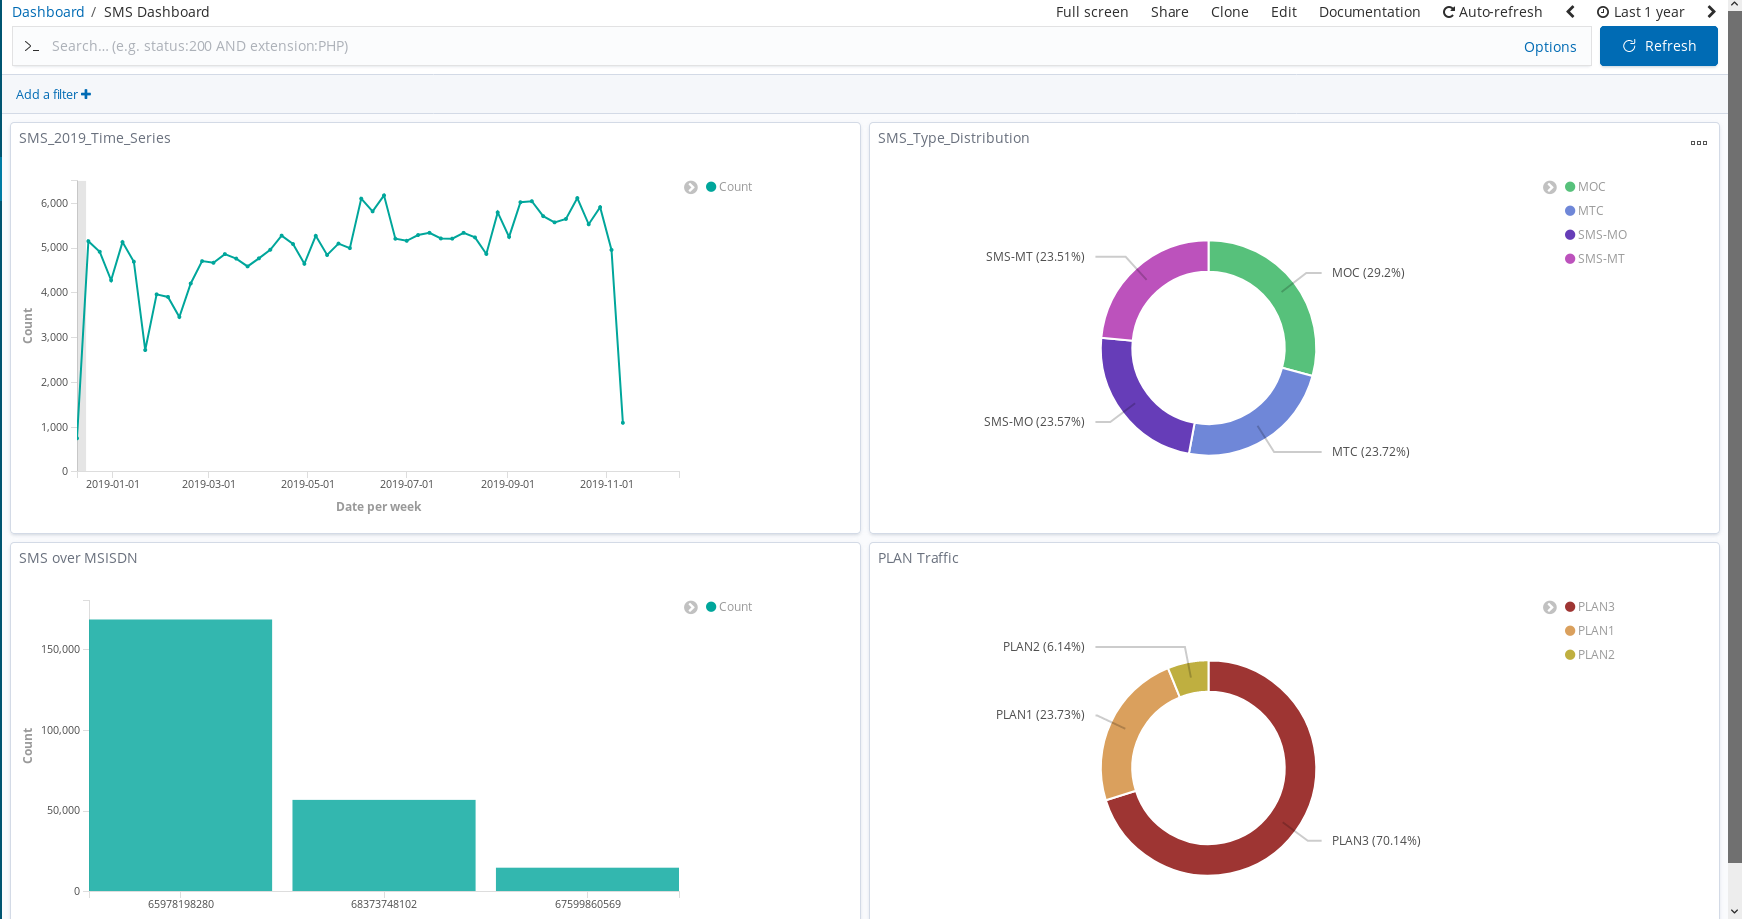 Dashboard / SMS Dashboard
Full screen Share Clone Edit Documentation Auto-refresh Last 1 year
>_ Search... (e.g. status:200 AND extension:PHP)
Options
Refresh
Add a filter
SMS_2019_Time_Series
Count
6,000
5,000
4,000
3,000
2,000
1,000
0
Count
2019-01-01 2019-03-01 2019-05-01 2019-07-01 2019-09-01 2019-11-01
Date per week
SMS_Type_Distribution
MOC
MTC
SMS-MO
SMS-MT
SMS-MT (23.51%)
MOC (29.2%)
SMS-MO (23.57%)
MTC (23.72%)
SMS over MSISDN
Count
150,000
100,000
50,000
0
Count
65978198280 68373748102 67599860569
PLAN Traffic
PLAN3
PLAN1
PLAN2
PLAN2 (6.14%)
PLAN1 (23.73%)
PLAN3 (70.14%)